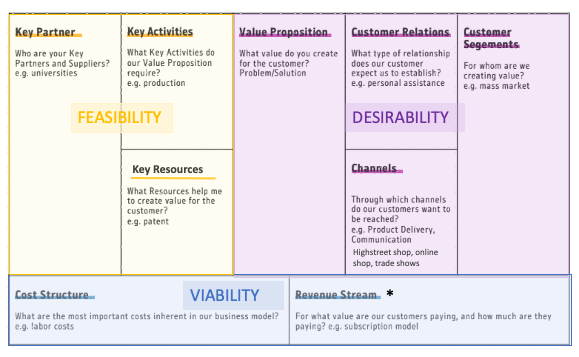 Key Partner
Who are your Key
Partners and Suppliers?
e.g. universities
Key Activities
What Key Activities do
our Value Proposition
require?
e.g. production
Key Resources
What Resources help me
to create value for the
customer?
e.g. patent
FEASIBILITY
Value Proposition
What value do you create
for the customer?
Problem/Solution
Customer Relations
What type of relationship
does our customer
expect us to establish?
e.g. personal assistance
DESIRABILITY
Channels
Through which channels
do our customers want to
be reached?
e.g. Product Delivery,
Communication
Highstreet shop, online
shop, trade shows
Customer
Segements
For whom are we
creating value?
e.g. mass market
Cost Structure
VIABILITY
What are the most important costs inherent in our business model?
e.g. labor costs
Revenue Stream *
For what value are our customers paying, and how much are they
paying? e.g. subscription model